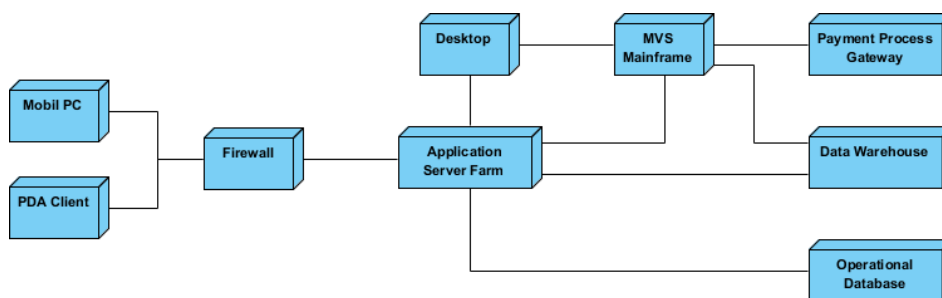 Desktop
MVS
Mainframe
Payment Process
Gateway
Mobil PC
Firewall
Application
Server Farm
Data Warehouse
PDA Client
Operational
Database